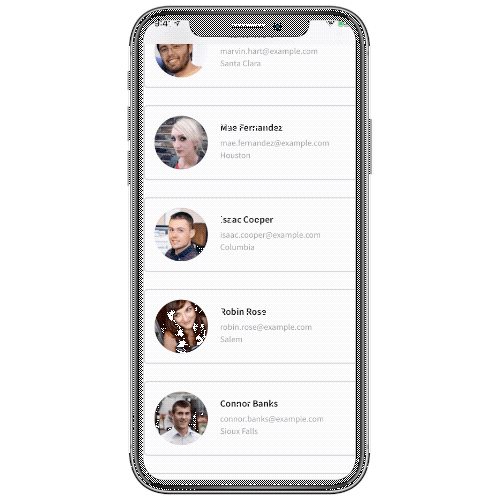 marvin.hart@example.com
Santa Clara
Mae Fernandez
mae.fernandez@example.com
Houston
Isaac Cooper
isaac.cooper@example.com
Columbia
Robin Rose
robin.rose@example.com
Salem
Connor Banks
connor.banks@example.com
Sioux Falls